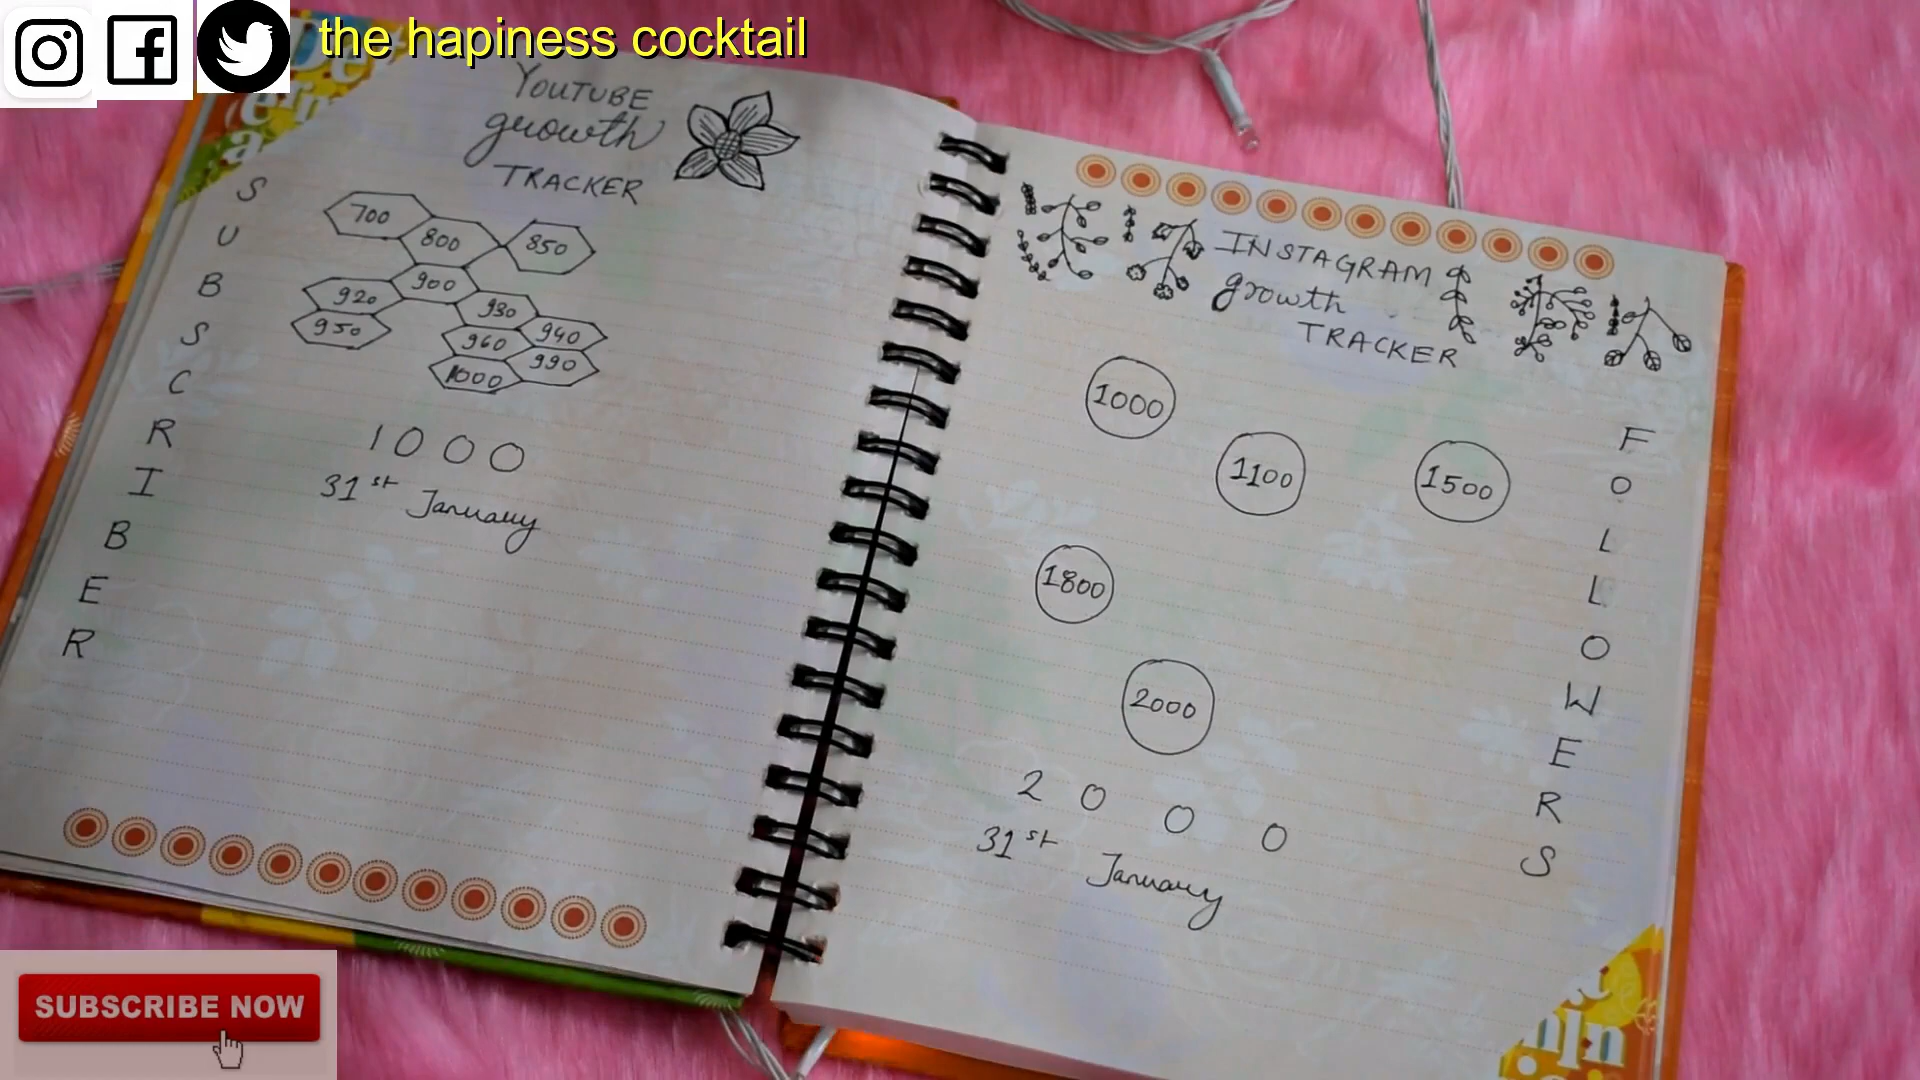 the hapiness cocktail
YOUTUBE
growth
TRACKER
SUBSCRIBER
700
800
850
900
920
930
950
940
960
990
1000
1000
31st January
INSTAGRAM
growth
TRACKER
1000
1100
1500
1800
2000
FOLLOWERS
2000
31st January
SUBSCRIBE NOW